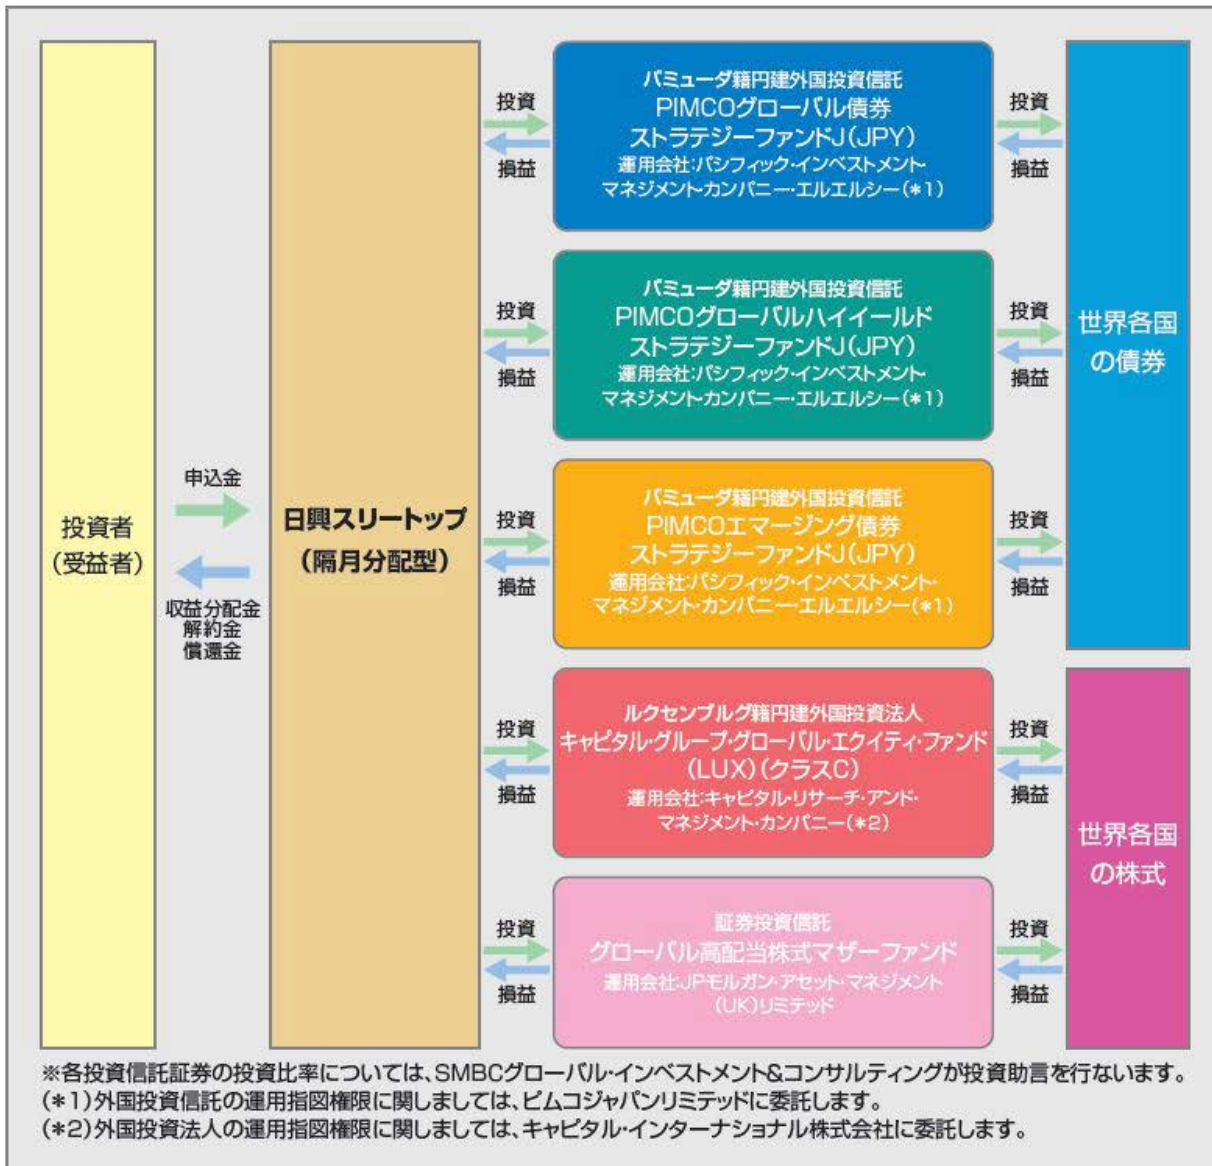 投資者
(受益者)
申込金
収益分配金
解約金
償還金
日興スリートップ
(隔月分配型)
投資
損益
バミューダ籍円建外国投資信託
PIMCOグローバル債券
ストラテジーファンドJ(JPY)
運用会社:パシフィック・インベストメント・
マネジメント・カンパニー・エルエルシー(*1)
投資
損益
投資
損益
バミューダ籍円建外国投資信託
PIMCOグローバルハイイールド
ストラテジーファンドJ(JPY)
運用会社:パシフィック・インベストメント・
マネジメント・カンパニー・エルエルシー(*1)
投資
損益
投資
損益
バミューダ籍円建外国投資信託
PIMCOエマージング債券
ストラテジーファンドJ(JPY)
運用会社:パシフィック・インベストメント・
マネジメント・カンパニー・エルエルシー(*1)
投資
損益
世界各国
の債券
投資
損益
ルクセンブルグ籍円建外国投資法人
キャピタル・グループ・グローバル・エクイティ・ファンド
(LUX)(クラスC)
運用会社:キャピタル・リサーチ・アンド・
マネジメント・カンパニー(*2)
投資
損益
投資
損益
証券投資信託
グローバル高配当株式マザーファンド
運用会社:JPモルガン・アセット・マネジメント
(UK)リミテッド
投資
損益
世界各国
の株式
※各投資信託証券の投資比率については、SMBCグローバル・インベストメント&コンサルティングが投資助言を行ないます。
(*1)外国投資信託の運用指図権限に関しましては、ピムコジャパンリミテッドに委託します。
(*2)外国投資法人の運用指図権限に関しましては、キャピタル・インターナショナル株式会社に委託します。